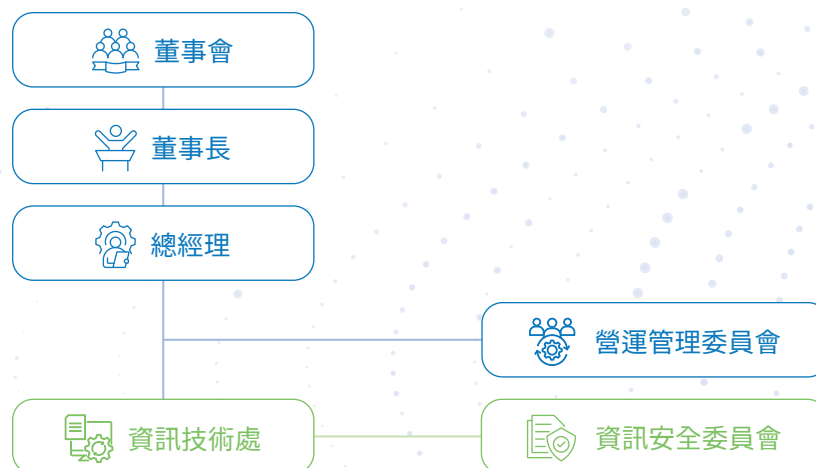 董事會
董事長
總經理
營運管理委員會
資訊技術處
資訊安全委員會